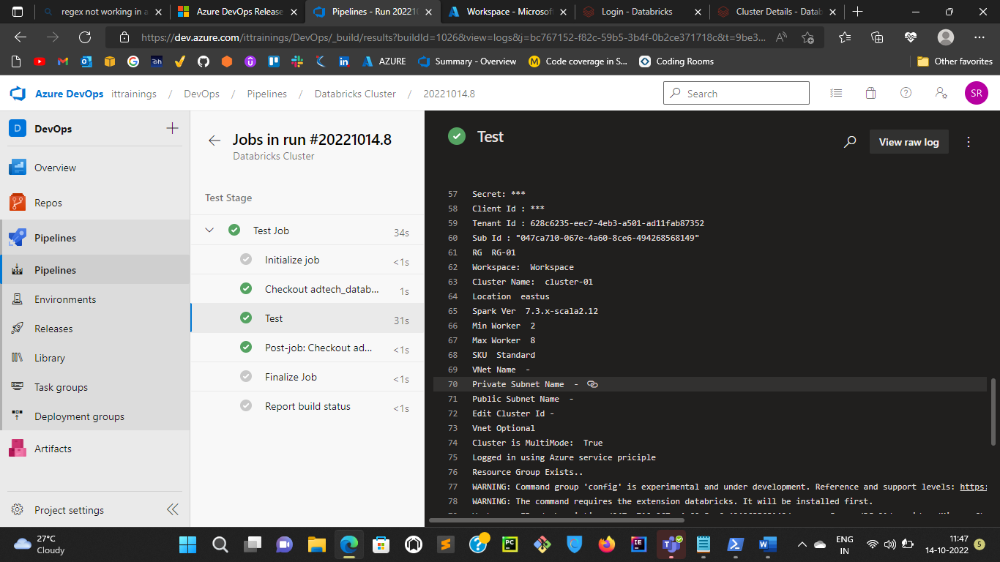 regex not working in a
Azure DevOps Release
Pipelines - Run 20221
Workspace - Microsof
Login - Databricks
Cluster Details - Datab
https://dev.azure.com/ittrainings/DevOps/_build/results?buildId=1026&view=logs&j=bc767152-f82c-59b5-3b4f-0b2ce371718c&t=9be3...
AZURE
Summary - Overview
Code coverage in S...
Coding Rooms
Other favorites
Azure DevOps ittrainings / DevOps / Pipelines / Databricks Cluster / 20221014.8
Search
SR
D DevOps
Overview
Repos
Pipelines
Pipelines
Environments
Releases
Library
Task groups
Deployment groups
Artifacts
Project settings
Jobs in run #20221014.8
Databricks Cluster
Test Stage
Test Job 34s
Initialize job <1s
Checkout adtech_datab... 1s
Test 31s
Post-job: Checkout ad... <1s
Finalize Job <1s
Report build status <1s
Test
View raw log
57 Secret: ***
58 Client Id : ***
59 Tenant Id : 628c6235-eec7-4eb3-a501-ad11fab87352
60 Sub Id : "047ca710-067e-4a60-8ce6-494268568149"
61 RG RG-01
62 Workspace: Workspace
63 Cluster Name: cluster-01
64 Location eastus
65 Spark Ver 7.3.x-scala2.12
66 Min Worker 2
67 Max Worker 8
68 SKU Standard
69 VNet Name -
70 Private Subnet Name -
71 Public Subnet Name -
72 Edit Cluster Id -
73 Vnet Optional
74 Cluster is MultiMode: True
75 Logged in using Azure service priciple
76 Resource Group Exists..
77 WARNING: Command group 'config' is experimental and under development. Reference and support levels: https:
78 WARNING: The command requires the extension databricks. It will be installed first.
27°C
Cloudy
ENG
IN
11:47
14-10-2022
5